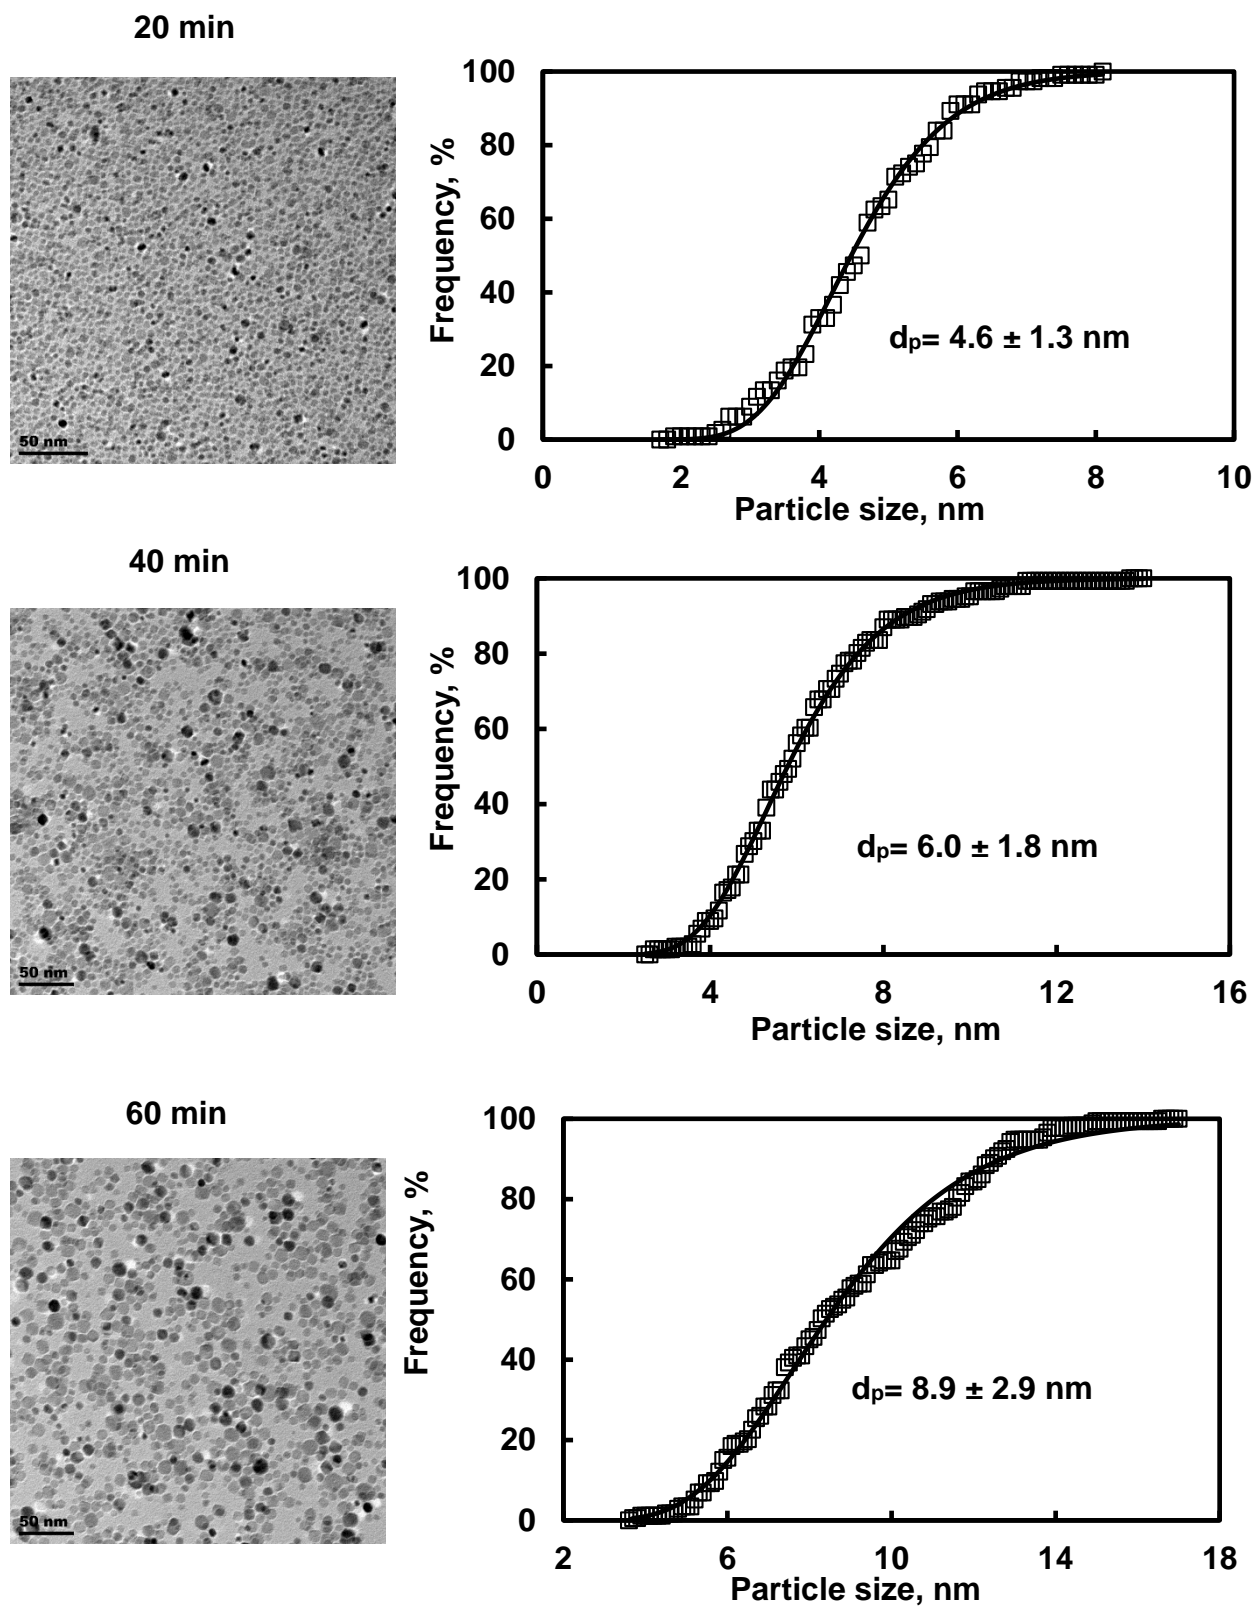 20 min
50 nm
100
80
60
40
20
0
Frequency, %
dp= 4.6 ± 1.3 nm
0 2 4 6 8 10
Particle size, nm
40 min
50 nm
100
80
60
40
20
0
Frequency, %
dp= 6.0 ± 1.8 nm
0 4 8 12 16
Particle size, nm
60 min
50 nm
100
80
60
40
20
0
Frequency, %
dp= 8.9 ± 2.9 nm
2 6 10 14 18
Particle size, nm